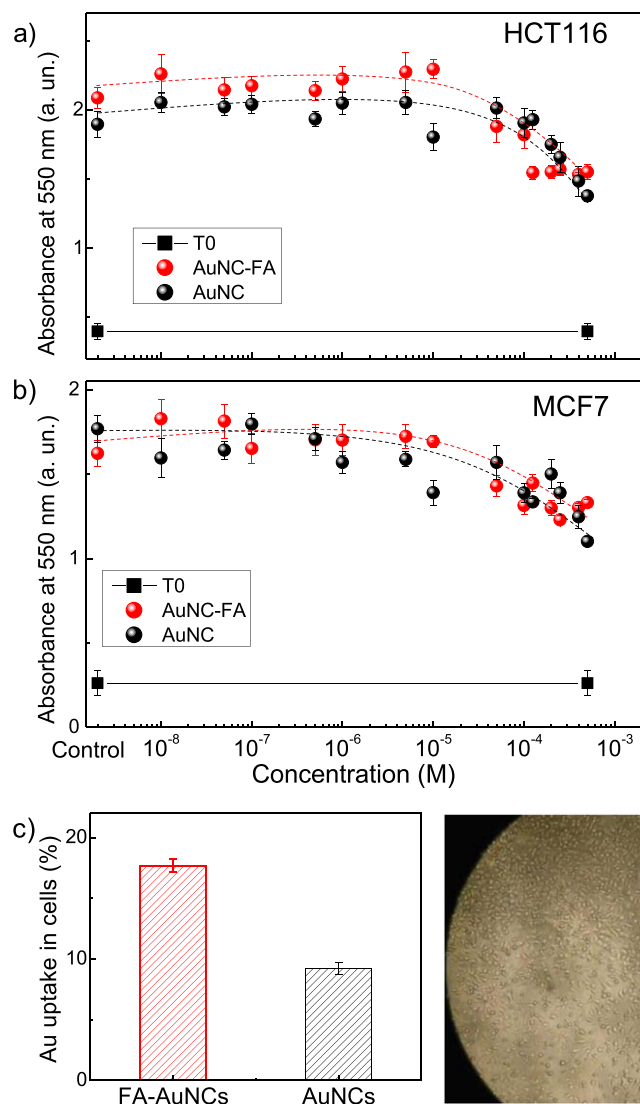 a)
HCT116
Absorbance at 550 nm (a. un.)
2
1
T0
AuNC-FA
AuNC
b)
MCF7
Absorbance at 550 nm (a. un.)
2
1
0
T0
AuNC-FA
AuNC
Control 10⁻⁸ 10⁻⁷ 10⁻⁶ 10⁻⁵ 10⁻⁴ 10⁻³
Concentration (M)
c)
Au uptake in cells (%)
20
10
0
FA-AuNCs AuNCs